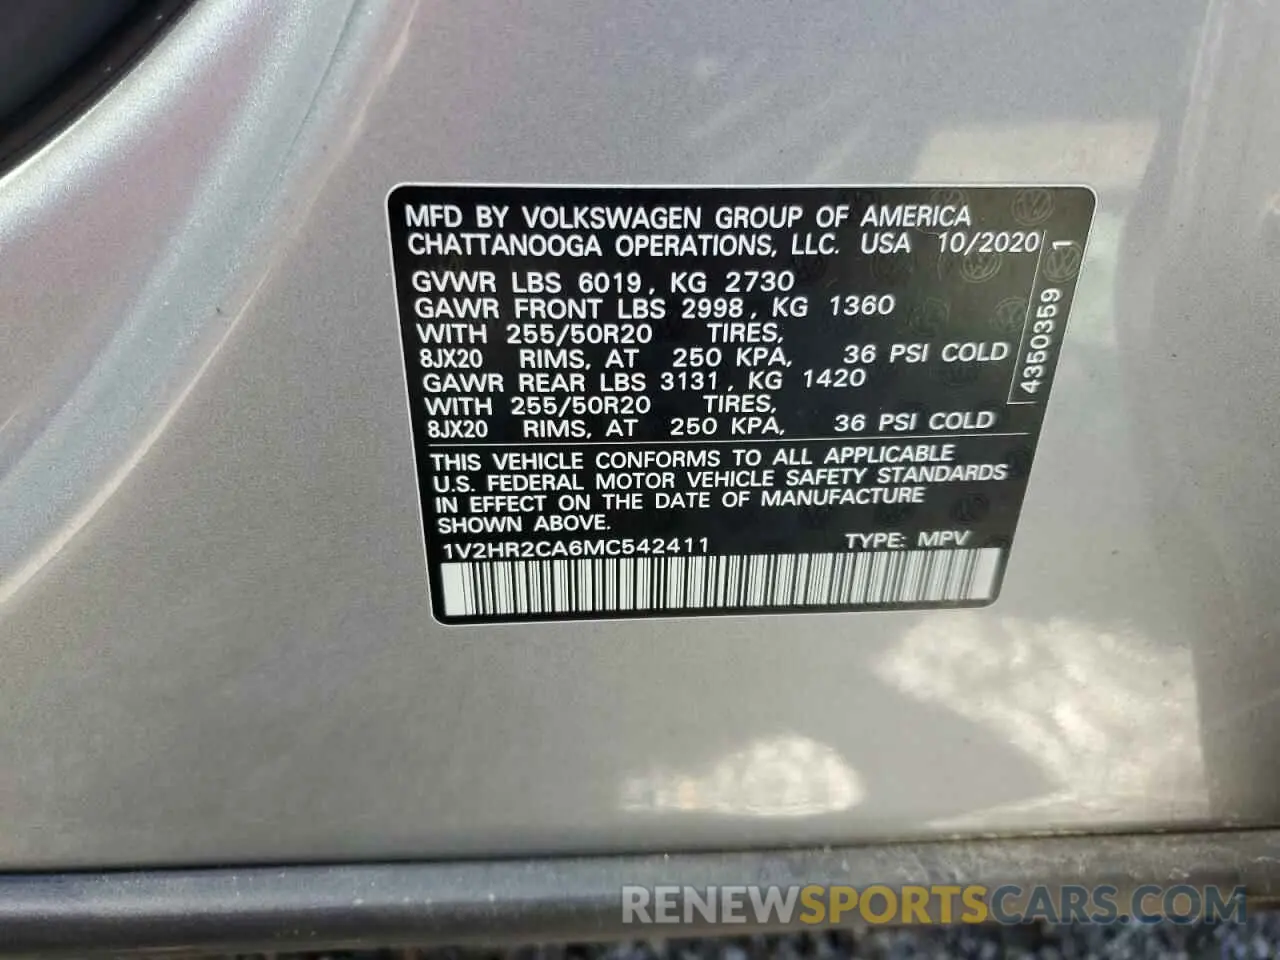 MFD BY VOLKSWAGEN GROUP OF AMERICA
CHATTANOOGA OPERATIONS, LLC. USA 10/2020
GVWR LBS 6019, KG 2730
GAWR FRONT LBS 2998, KG 1360
WITH 255/50R20 TIRES,
8JX20 RIMS, AT 250 KPA, 36 PSI COLD
GAWR REAR LBS 3131, KG 1420
WITH 255/50R20 TIRES,
8JX20 RIMS, AT 250 KPA, 36 PSI COLD
4350359 1
THIS VEHICLE CONFORMS TO ALL APPLICABLE
U.S. FEDERAL MOTOR VEHICLE SAFETY STANDARDS
IN EFFECT ON THE DATE OF MANUFACTURE
SHOWN ABOVE.
1V2HR2CA6MC542411 TYPE: MPV
RENEWSPORTSCARS.COM